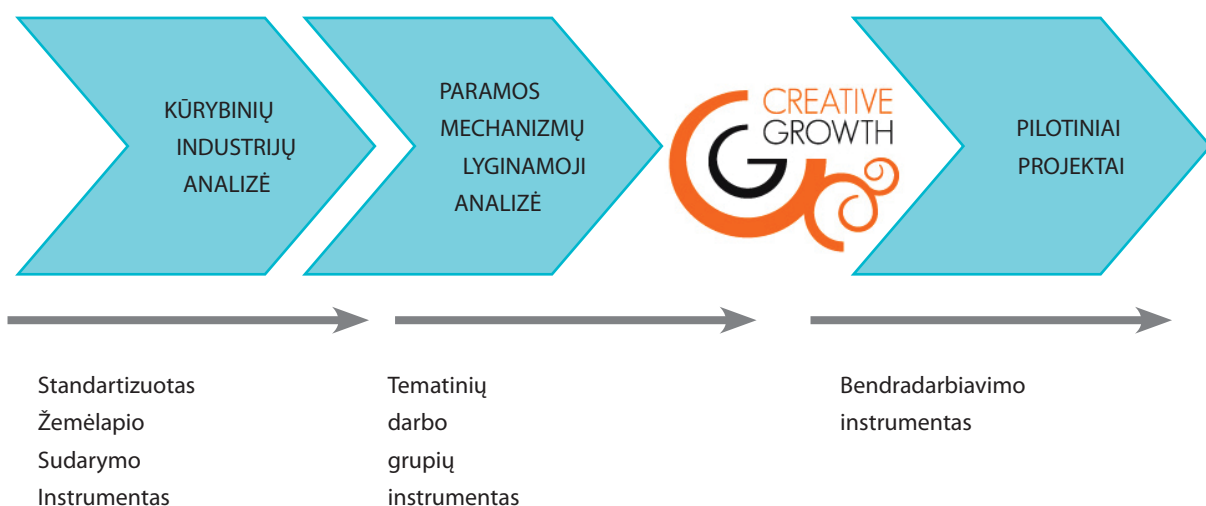 KŪRYBINIŲ
INDUSTRIJŲ
ANALIZĖ
PARAMOS
MECHANIZMŲ
LYGINAMOJI
ANALIZĖ
CREATIVE
GROWTH
PILOTINIAI
PROJEKTAI
Standartizuotas
Žemėlapio
Sudarymo
Instrumentas
Tematinių
darbo
grupių
instrumentas
Bendradarbiavimo
instrumentas